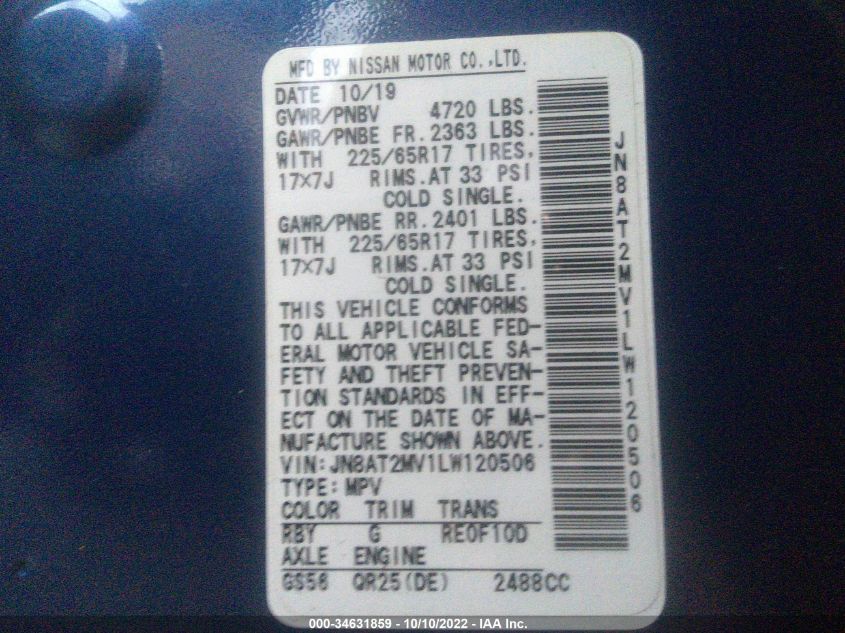 MFD BY NISSAN MOTOR CO.,LTD.
DATE 10/19
GVWR/PNBV 4720 LBS.
GAWR/PNBE FR. 2363 LBS.
WITH 225/65R17 TIRES,
17×7J RIMS. AT 33 PSI
COLD SINGLE.
GAWR/PNBE RR. 2401 LBS.
WITH 225/65R17 TIRES,
17×7J RIMS. AT 33 PSI
COLD SINGLE.
THIS VEHICLE CONFORMS
TO ALL APPLICABLE FED-
ERAL MOTOR VEHICLE SA-
FETY AND THEFT PREVEN-
TION STANDARDS IN EFF-
ECT ON THE DATE OF MA-
NUFACTURE SHOWN ABOVE.
VIN:JN8AT2MV1LW120506
TYPE:MPV
COLOR TRIM TRANS
RBY G RE0F10D
AXLE ENGINE
GS56 QR25(DE) 2488CC
JN8AT2MV1LW120506
000-34631859 - 10/10/2022 - IAA Inc.